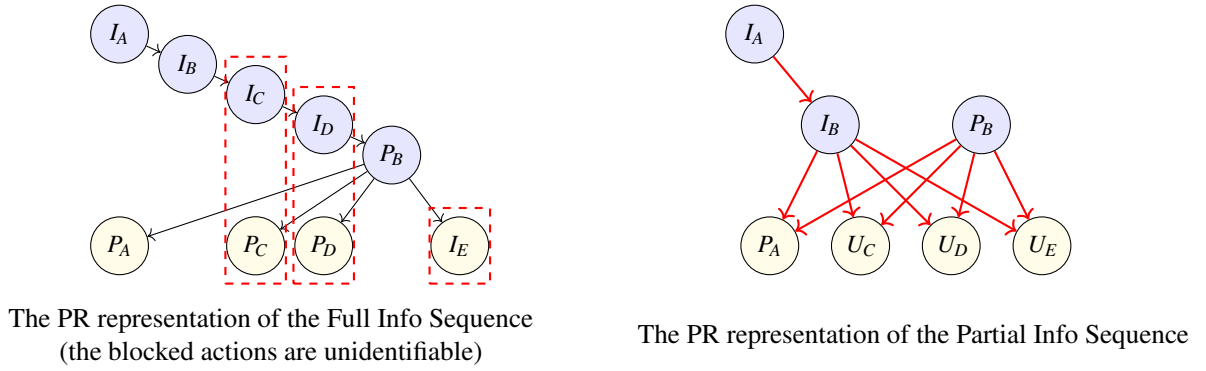 I_A
I_B
I_C
I_D
P_B
P_A
P_C
P_D
I_E
The PR representation of the Full Info Sequence
(the blocked actions are unidentifiable)
I_A
I_B
P_B
P_A
U_C
U_D
U_E
The PR representation of the Partial Info Sequence